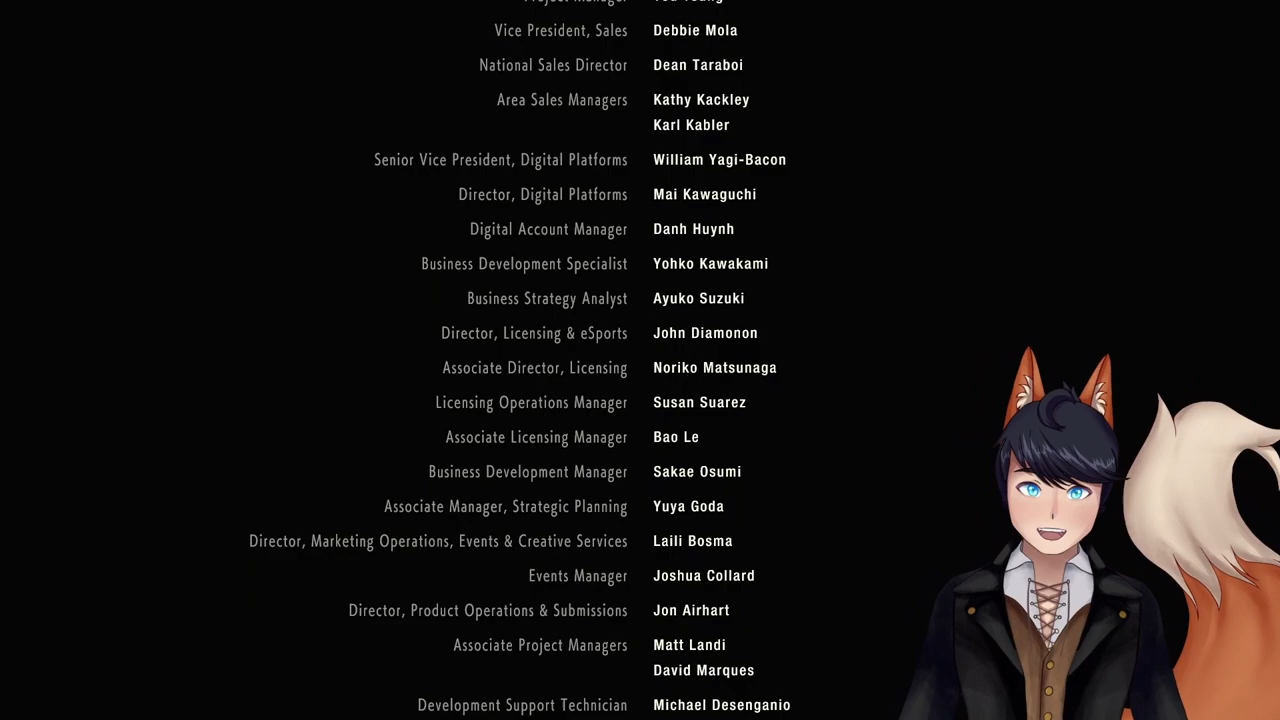 Vice President, Sales Debbie Mola
National Sales Director Dean Taraboi
Area Sales Managers Kathy Kackley
Karl Kabler
Senior Vice President, Digital Platforms William Yagi-Bacon
Director, Digital Platforms Mai Kawaguchi
Digital Account Manager Danh Huynh
Business Development Specialist Yohko Kawakami
Business Strategy Analyst Ayuko Suzuki
Director, Licensing & eSports John Diamonon
Associate Director, Licensing Noriko Matsunaga
Licensing Operations Manager Susan Suarez
Associate Licensing Manager Bao Le
Business Development Manager Sakae Osumi
Associate Manager, Strategic Planning Yuya Goda
Director, Marketing Operations, Events & Creative Services Laili Bosma
Events Manager Joshua Collard
Director, Product Operations & Submissions Jon Airhart
Associate Project Managers Matt Landi
David Marques
Development Support Technician Michael Desenganio